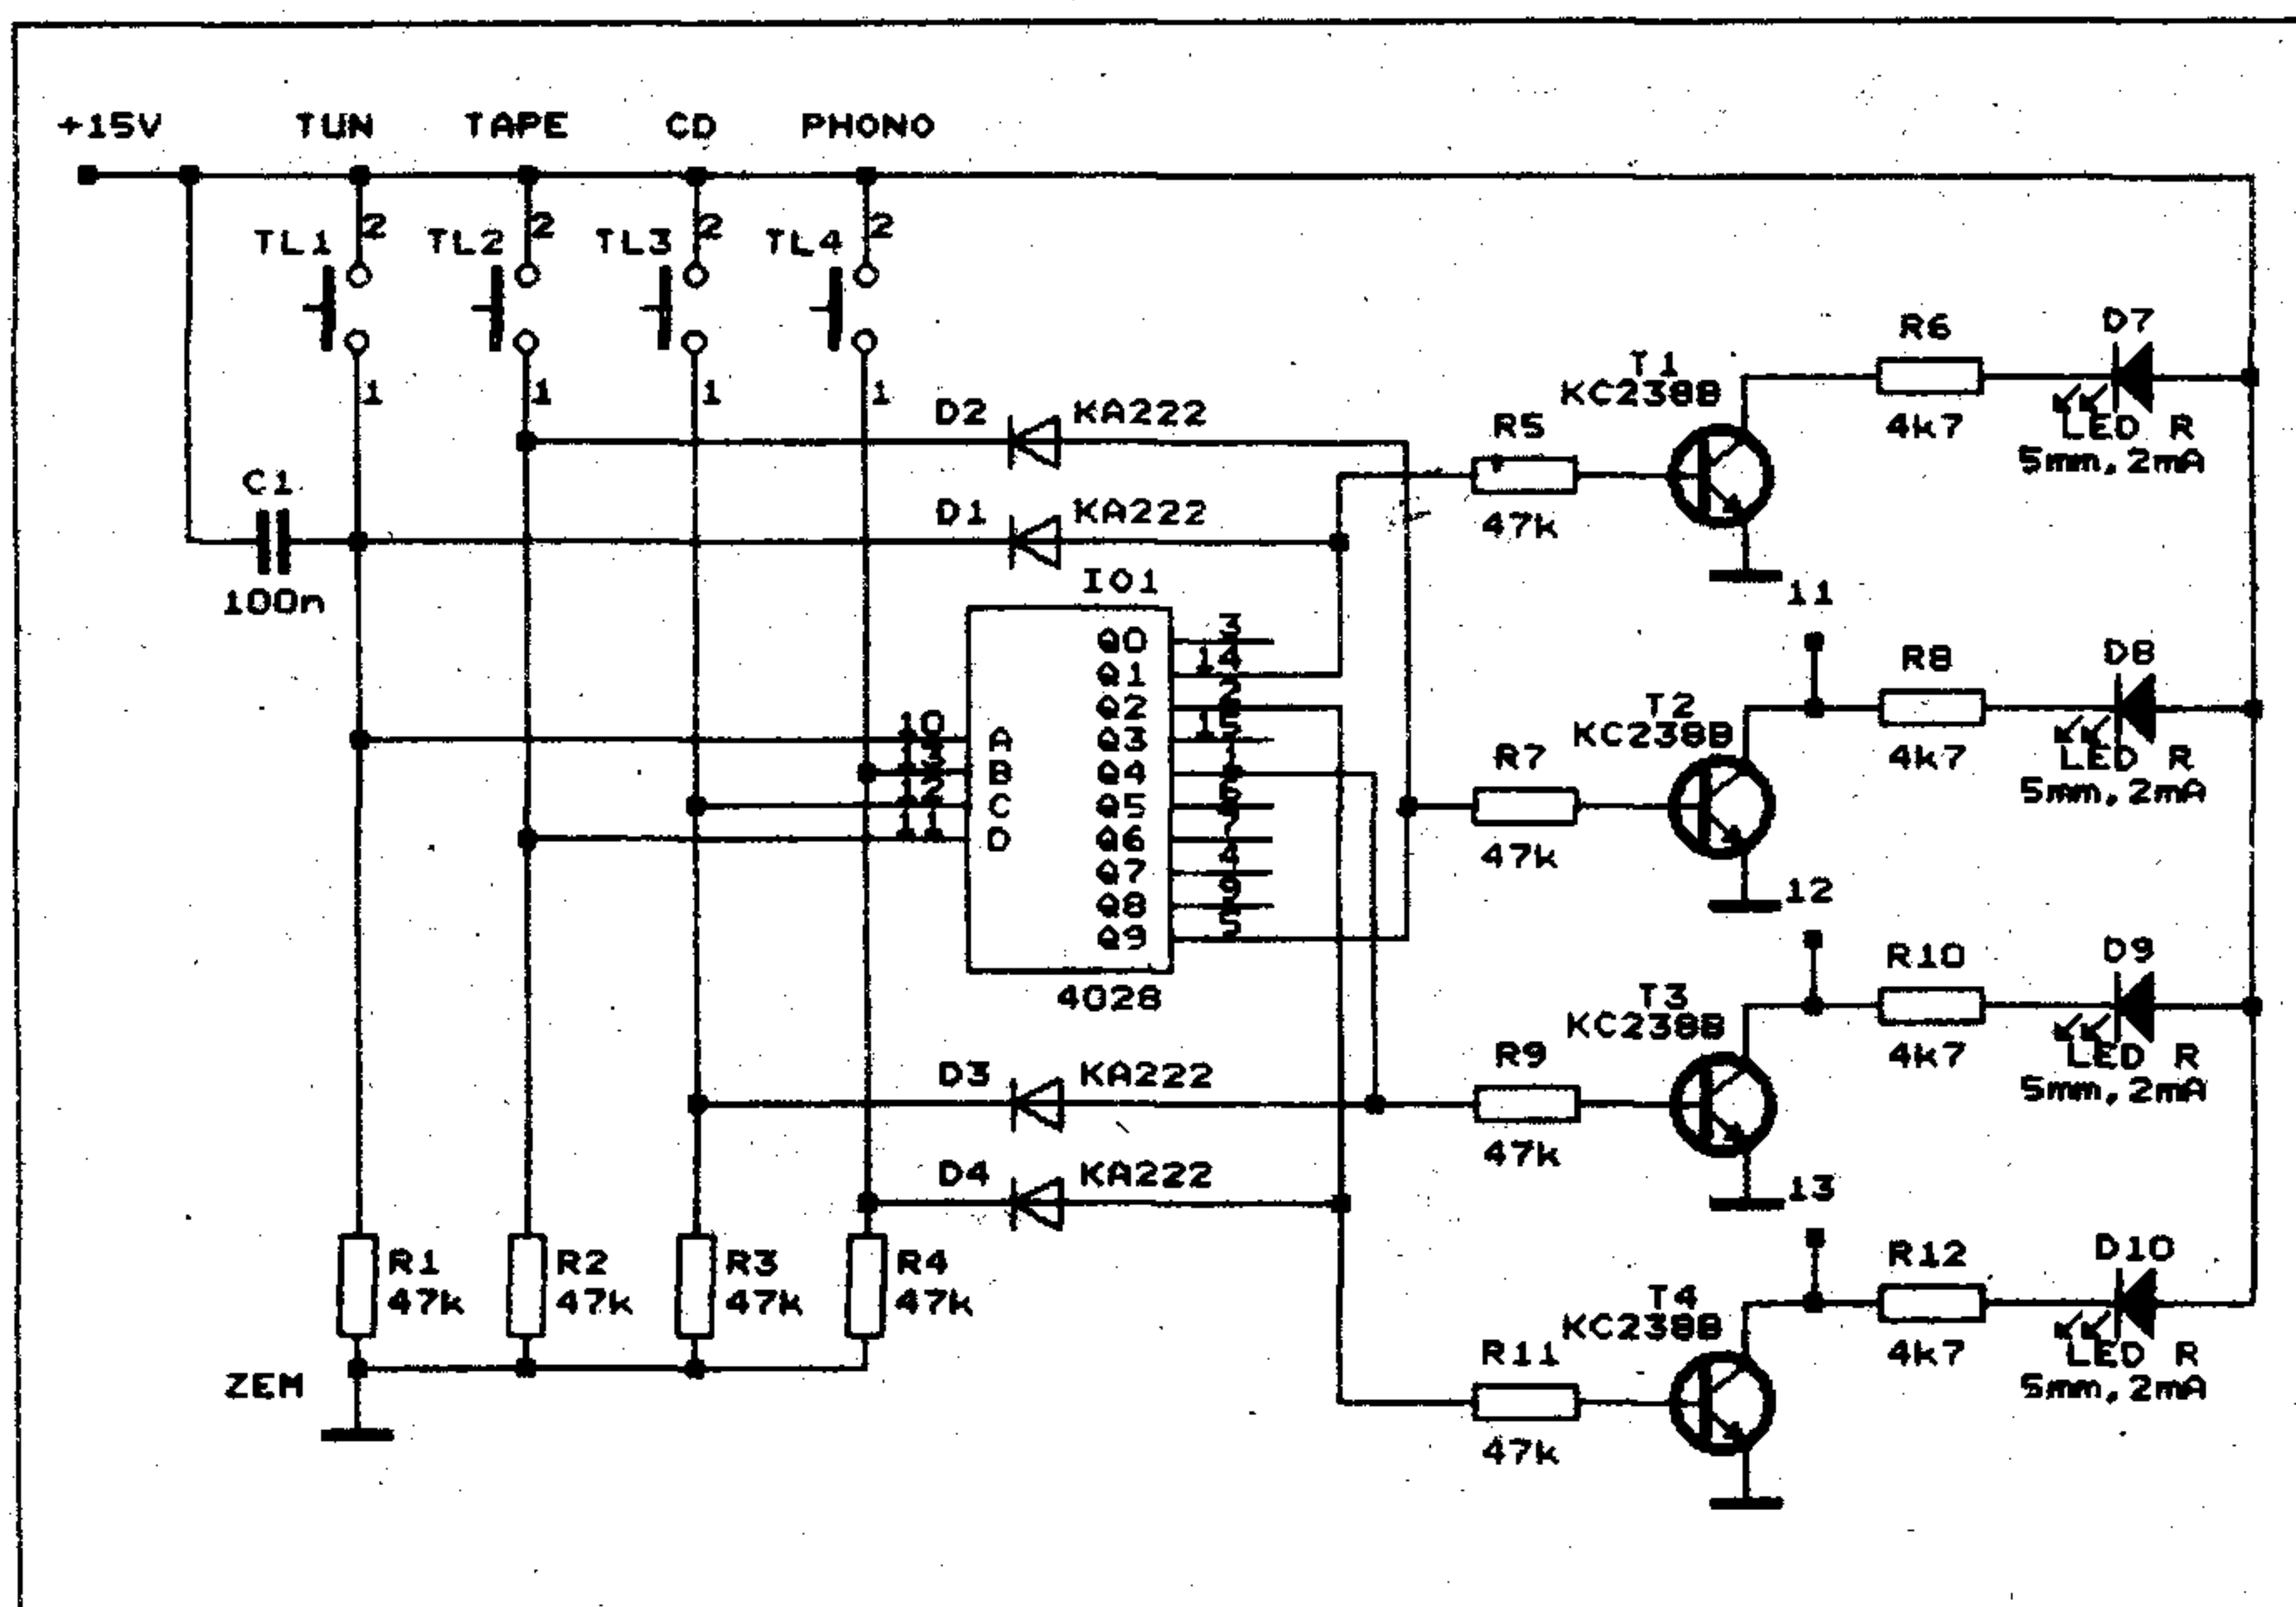 +15V TUN TAPE CD PHONO
2 2 2 2
TL1 TL2 TL3 TL4
1 1 1 1
D2 KA222
D1 KA222
C1
100n
IO1
Q0 3
Q1 14
Q2 2
Q3 15
Q4 1
Q5 6
Q6 7
Q7 4
Q8 9
Q9 5
10 A
13 B
12 C
11 D
4028
D3 KA222
D4 KA222
R1 47k
R2 47k
R3 47k
R4 47k
ZEM
T1
KC238B
R5
47k
R6
4k7
D7
LED R
5mm, 2mA
11
T2
KC238B
R7
47k
R8
4k7
D8
LED R
5mm, 2mA
12
T3
KC238B
R9
47k
R10
4k7
D9
LED R
5mm, 2mA
13
T4
KC238B
R11
47k
R12
4k7
D10
LED R
5mm, 2mA